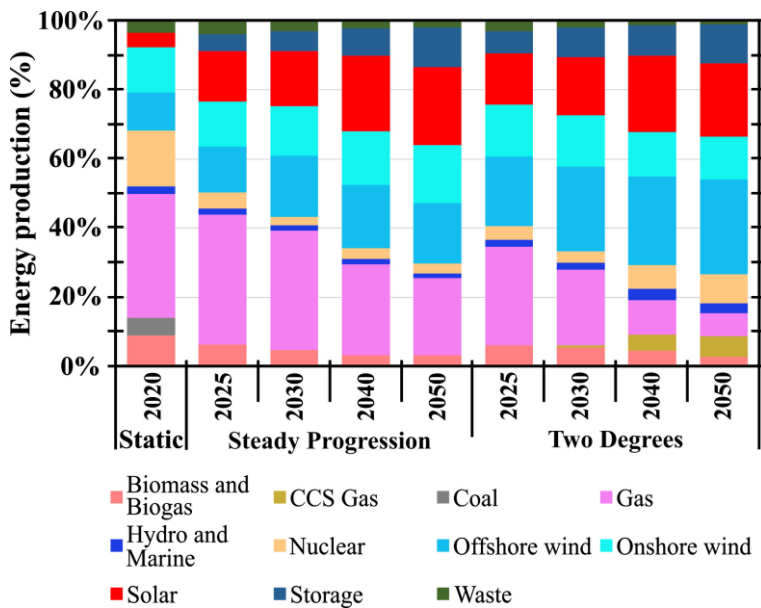 Energy production (%)
100%
80%
60%
40%
20%
0%
2020
2025
2030
2040
2050
2025
2030
2040
2050
Static
Steady Progression
Two Degrees
Biomass and
Biogas
CCS Gas
Coal
Gas
Hydro and
Marine
Nuclear
Offshore wind
Onshore wind
Solar
Storage
Waste